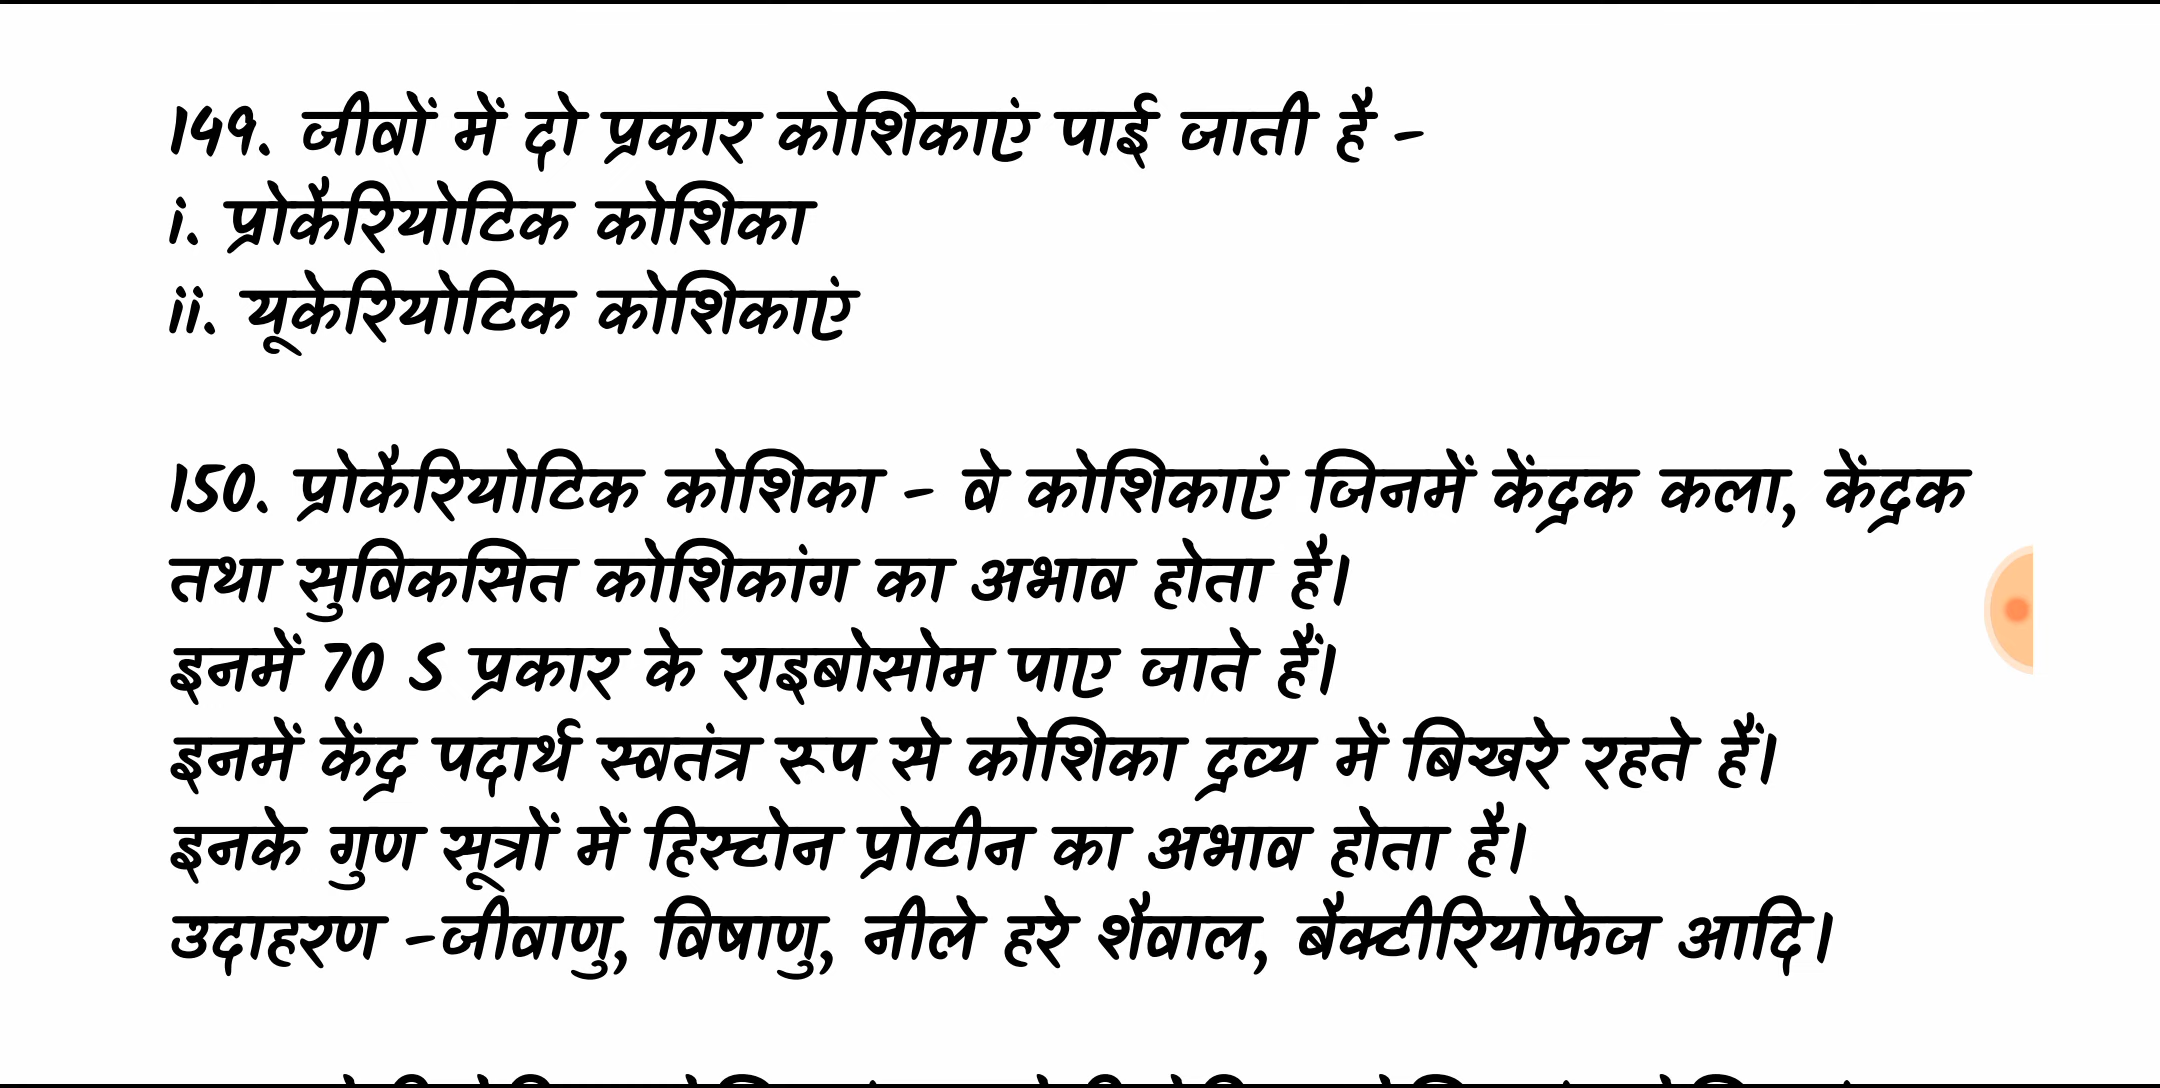 149. जीवों में दो प्रकार कोशिकाएं पाई जाती है -
i. प्रोकैरियोटिक कोशिका
ii. यूकेरियोटिक कोशिकाएं
150. प्रोकैरियोटिक कोशिका - वे कोशिकाएं जिनमें केंद्रक कला, केंद्रक
तथा सुविकसित कोशिकांग का अभाव होता है।
इनमें 70 S प्रकार के राइबोसोम पाए जाते हैं।
इनमें केंद्र पदार्थ स्वतंत्र रूप से कोशिका द्रव्य में बिखरे रहते हैं।
इनके गुण सूत्रों में हिस्टोन प्रोटीन का अभाव होता है।
उदाहरण -जीवाणु, विषाणु, नीले हरे शैवाल, बैक्टीरियोफेज आदि।